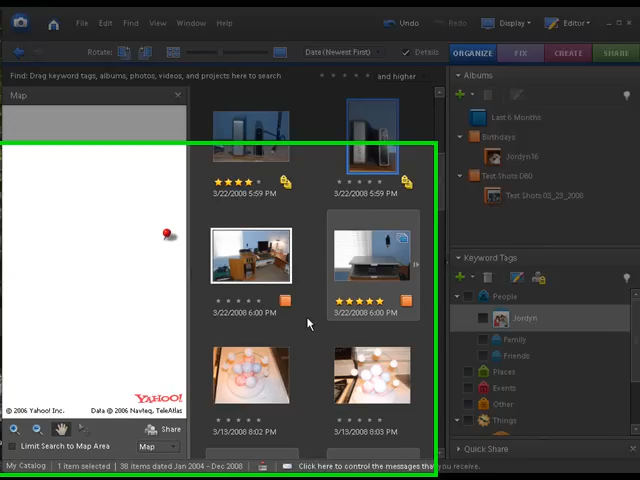 File Edit Find View Window Help
Undo Redo Display Editor
Rotate: Date (Newest First) Details ORGANIZE FIX CREATE SHARE
Find: Drag keyword tags, albums, photos, videos, and projects here to search and higher
Map
Albums
Last 6 Months
Birthdays
Jordyn16
Test Shots D80
Test Shots 03_23_2008
3/22/2008 5:59 PM 3/22/2008 5:59 PM
3/22/2008 6:00 PM 3/22/2008 6:00 PM
3/13/2008 8:02 PM 3/13/2008 8:03 PM
Keyword Tags
People
Jordyn
Family
Friends
Places
Events
Other
Things
YAHOO!
© 2006 Yahoo! Inc. Data @ 2006 Navteq, TeleAtlas
Share
Limit Search to Map Area Map
Quick Share
My Catalog 1 item selected 38 items dated Jan 2004 - Dec 2008 Click here to control the messages that you receive.